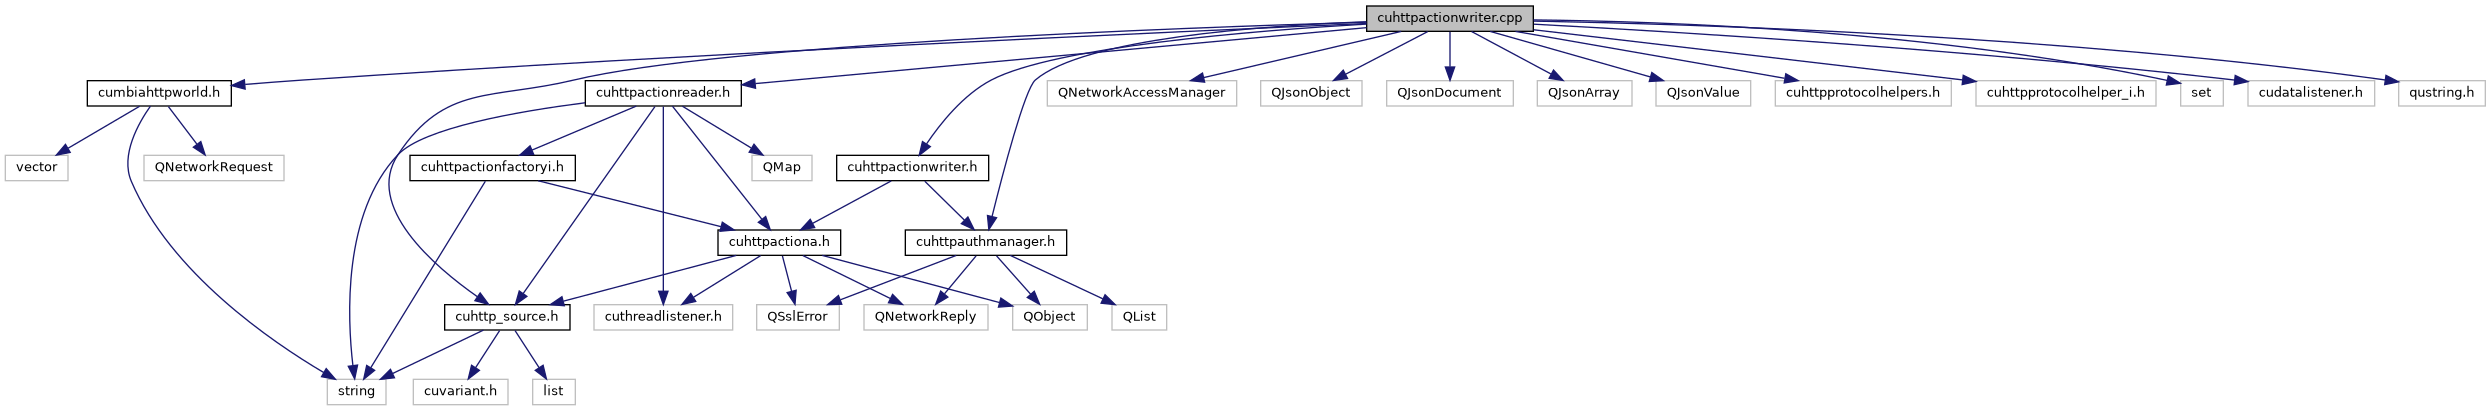 cuhttpactionwriter.cpp
cumbiahttpworld.h
cuhttpactionreader.h
QNetworkAccessManager
QJsonObject
QJsonDocument
QJsonArray
QJsonValue
cuhttpprotocolhelpers.h
cuhttpprotocolhelper_i.h
set
cudatalistener.h
qustring.h
vector
QNetworkRequest
cuhttpactionfactoryi.h
QMap
cuhttpactionwriter.h
cuhttpactiona.h
cuhttpauthmanager.h
cuhttp_source.h
cuthreadlistener.h
QSslError
QNetworkReply
QObject
QList
string
cuvariant.h
list